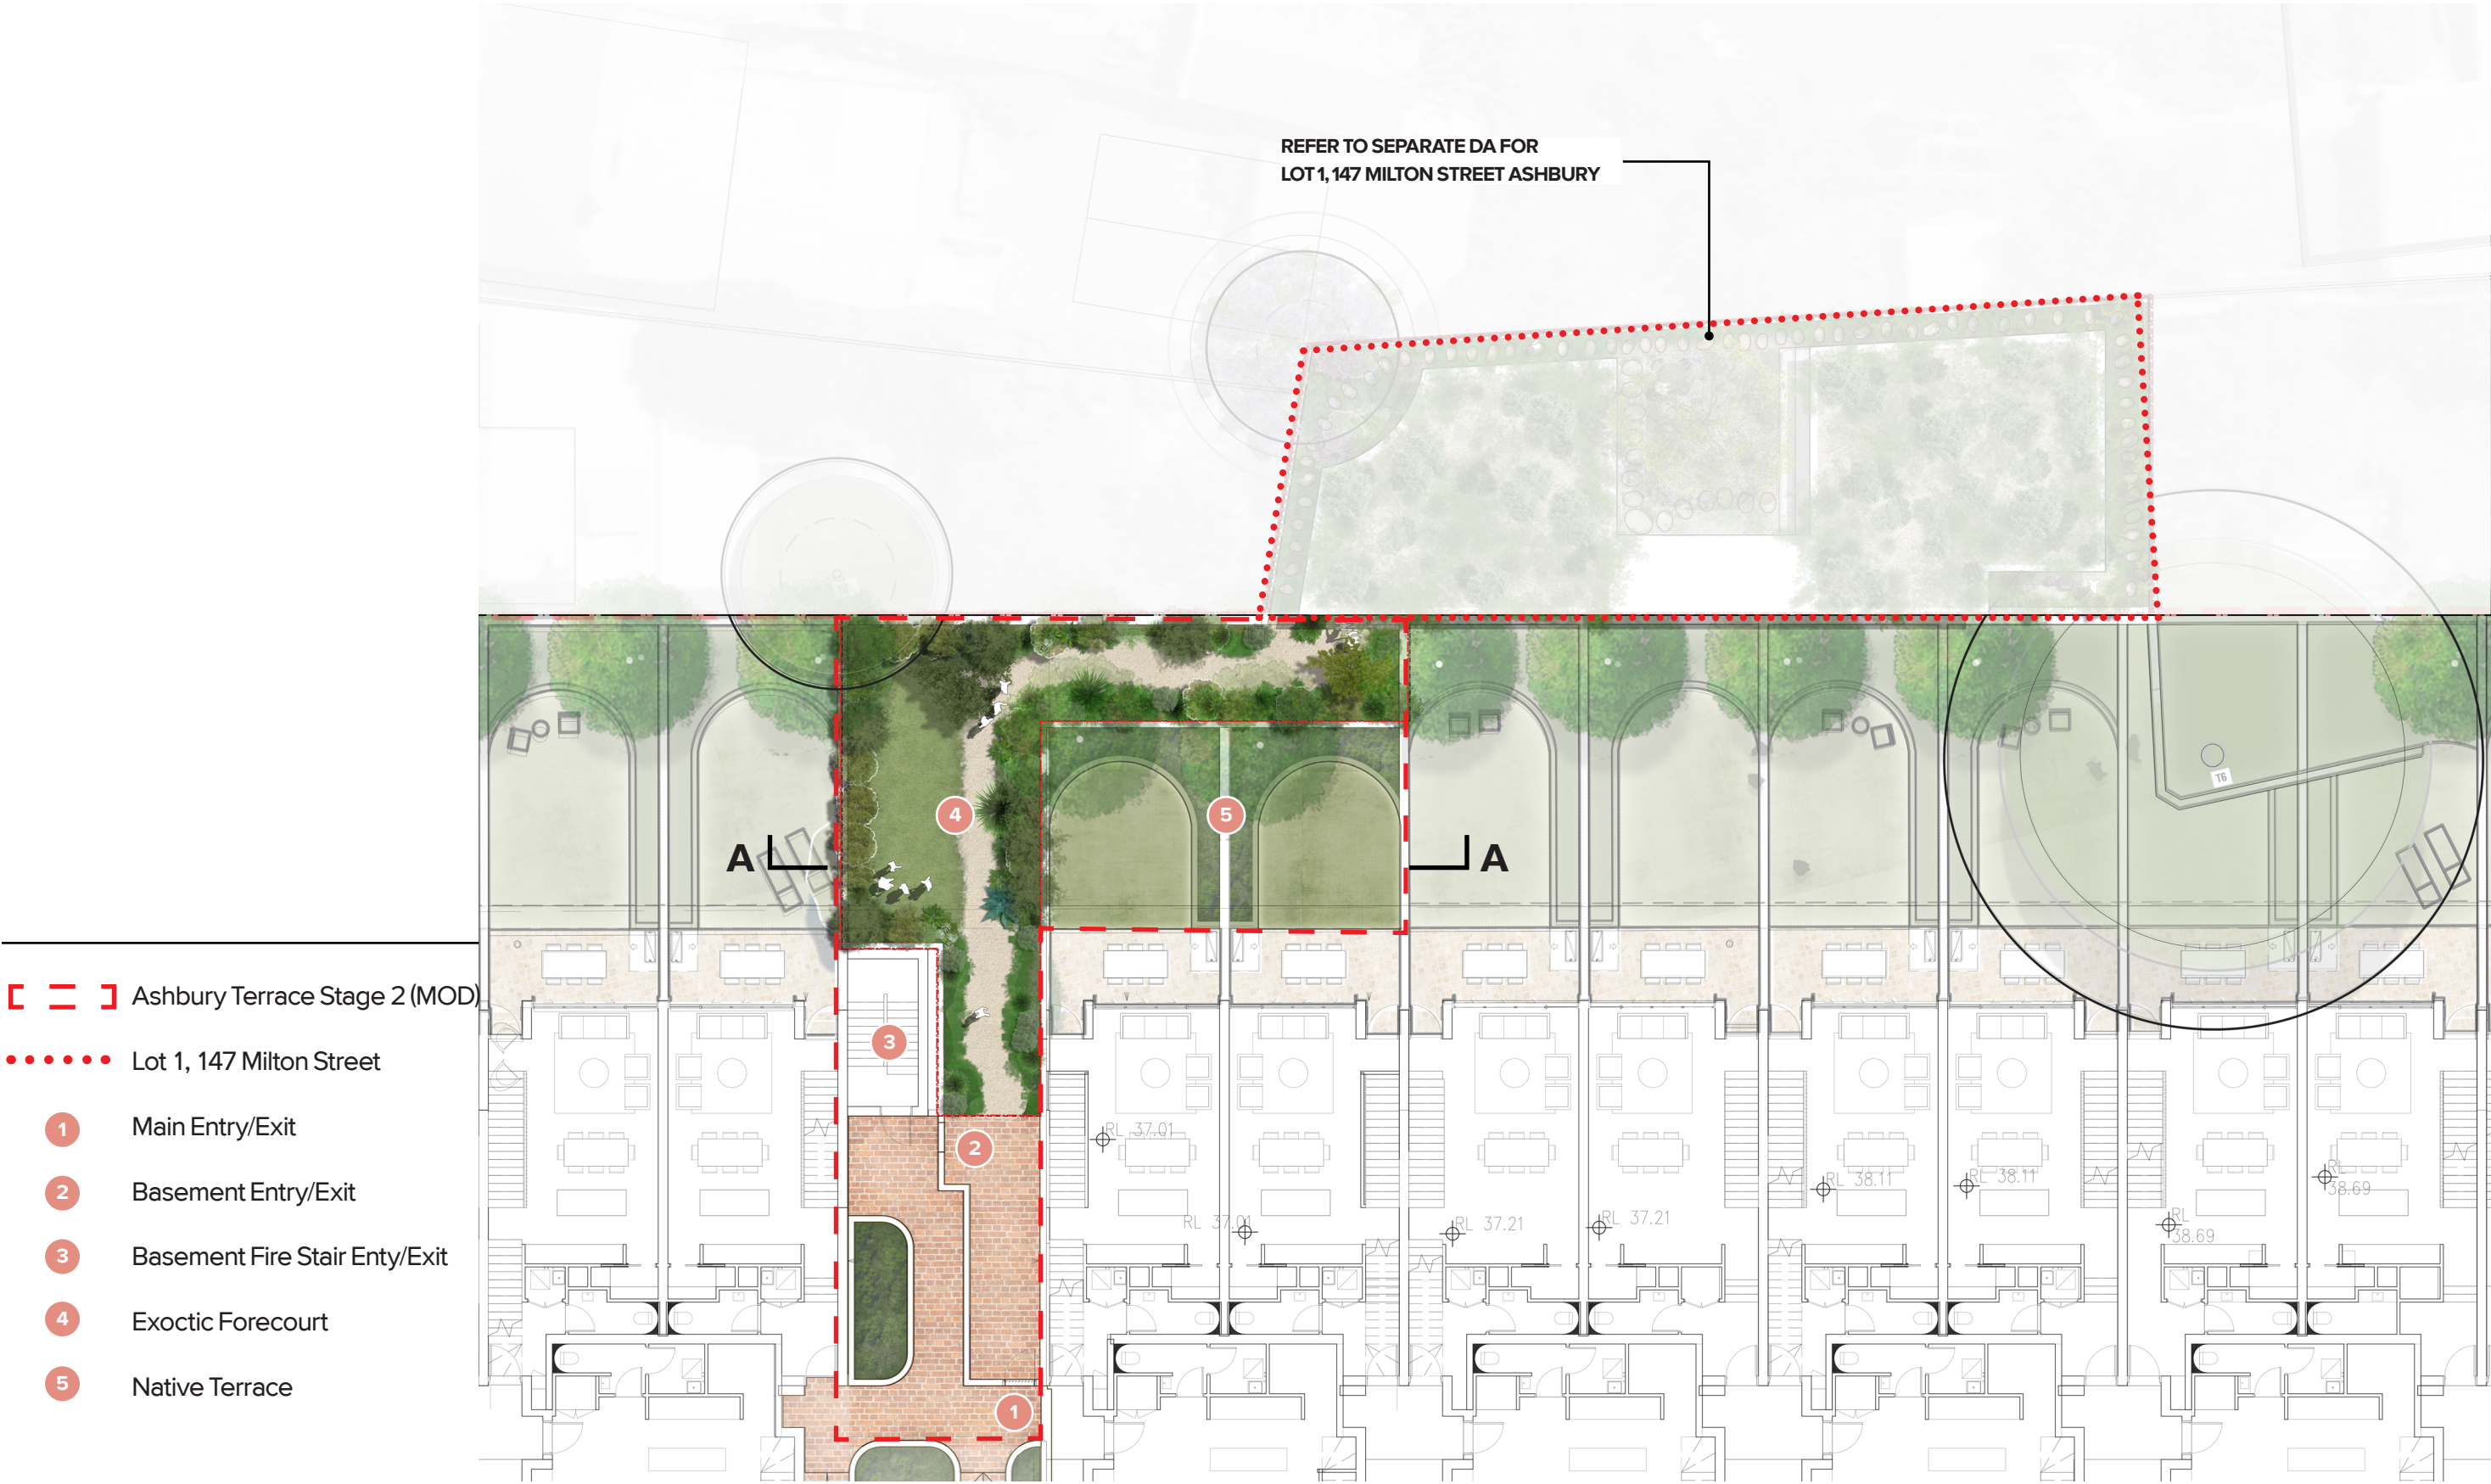 REFER TO SEPARATE DA FOR
LOT 1, 147 MILTON STREET ASHBURY
T6
4
5
A
A
Ashbury Terrace Stage 2 (MOD)
3
Lot 1, 147 Milton Street
1
Main Entry/Exit
2
RL 37.01
RL 38.11
RL 38.11
RL
38.69
2
Basement Entry/Exit
RL 37.01
RL 37.21
RL 37.21
RL
38.69
3
Basement Fire Stair Enty/Exit
4
Exoctic Forecourt
5
Native Terrace
1